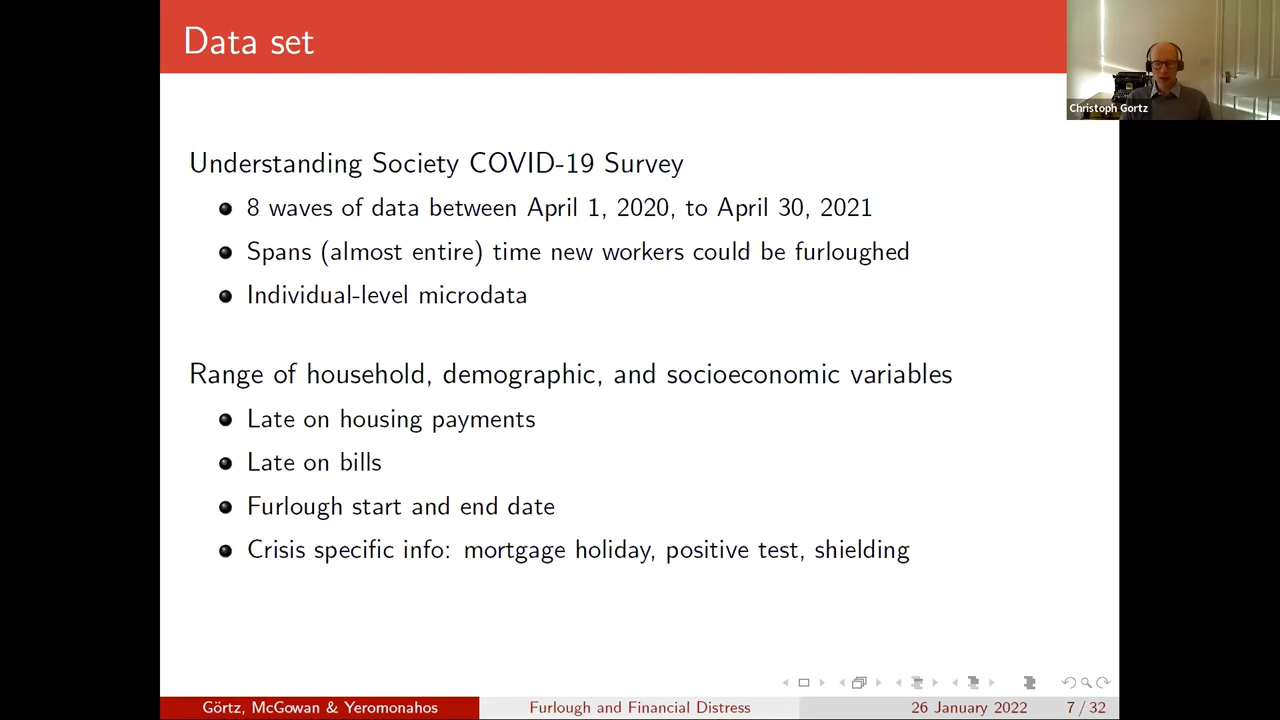 Data set
Christoph Gortz
Understanding Society COVID-19 Survey
8 waves of data between April 1, 2020, to April 30, 2021
Spans (almost entire) time new workers could be furloughed
Individual-level microdata
Range of household, demographic, and socioeconomic variables
Late on housing payments
Late on bills
Furlough start and end date
Crisis specific info: mortgage holiday, positive test, shielding
Görtz, McGowan & Yeromonahos
Furlough and Financial Distress
26 January 2022
7 / 32